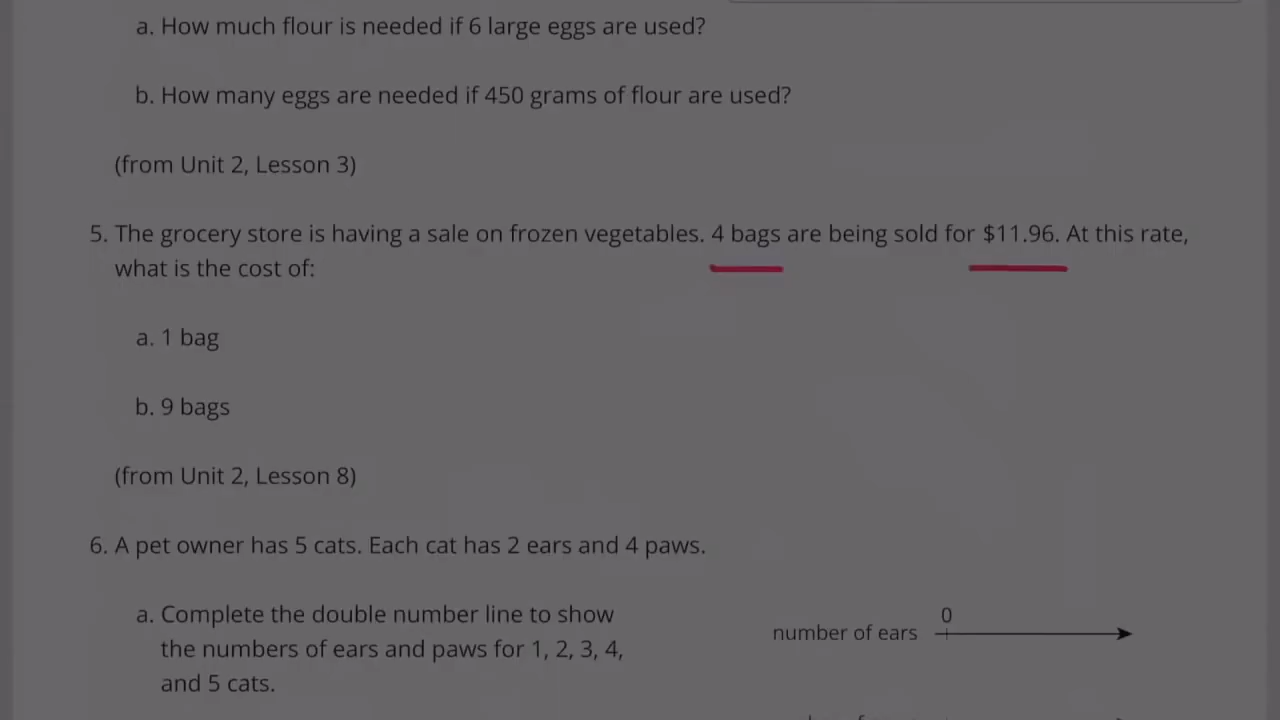 a. How much flour is needed if 6 large eggs are used?
b. How many eggs are needed if 450 grams of flour are used?
(from Unit 2, Lesson 3)
5. The grocery store is having a sale on frozen vegetables. 4 bags are being sold for $11.96. At this rate,
what is the cost of:
a. 1 bag
b. 9 bags
(from Unit 2, Lesson 8)
6. A pet owner has 5 cats. Each cat has 2 ears and 4 paws.
a. Complete the double number line to show
the numbers of ears and paws for 1, 2, 3, 4,
and 5 cats.
0
number of ears